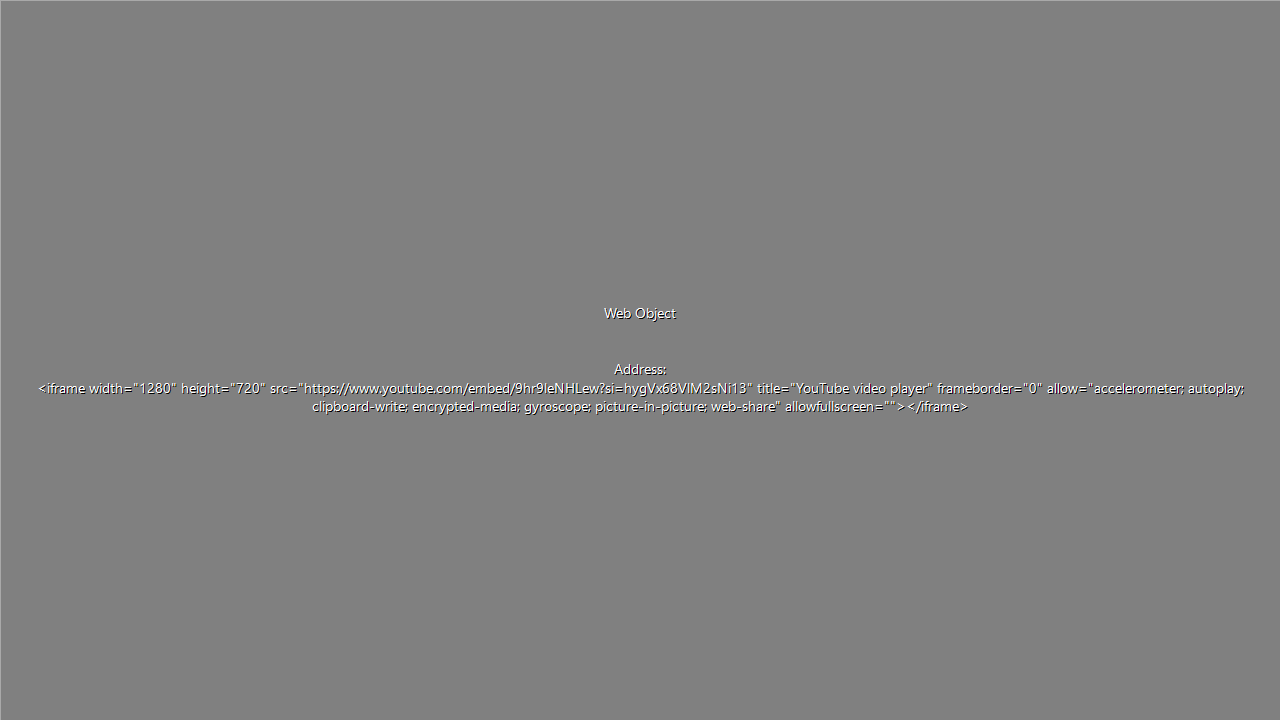 Web Object
Address:
<iframe width="1280" height="720" src="https://www.youtube.com/embed/9hr9leNHLew?si=hygVx68VlM2sNi13" title="YouTube video player" frameborder="0" allow="accelerometer; autoplay;
clipboard-write; encrypted-media; gyroscope; picture-in-picture; web-share" allowfullscreen=""></iframe>